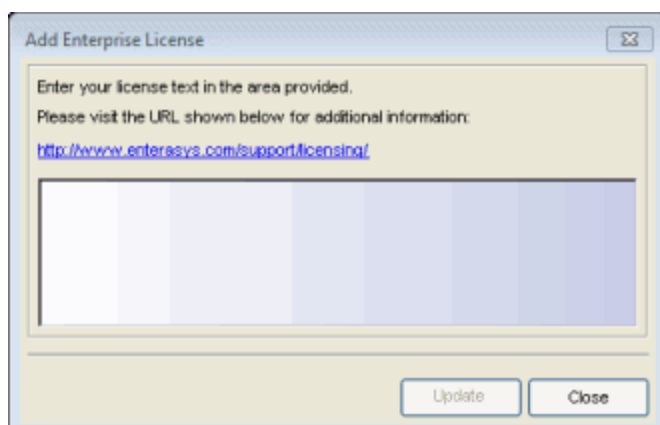 Add Enterprise License
Enter your license text in the area provided.
Please visit the URL shown below for additional information:
http://www.enterasys.com/support/licensing/
Update
Close